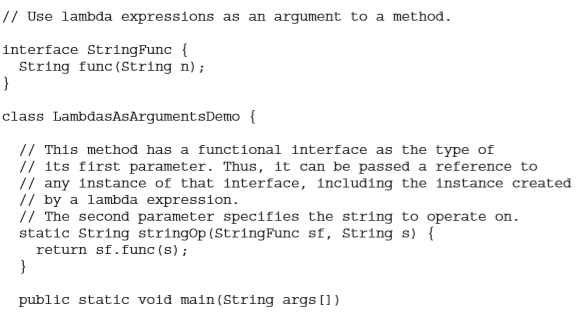 // Use lambda expressions as an argument to a method.
interface StringFunc {
String func(String n);
}
class LambdasAsArgumentsDemo {
// This method has a functional interface as the type of
// its first parameter. Thus, it can be passed a reference to
// any instance of that interface, including the instance created
// by a lambda expression.
// The second parameter specifies the string to operate on.
static String stringOp(StringFunc sf, String s) {
return sf.func(s);
}
public static void main(String args[])